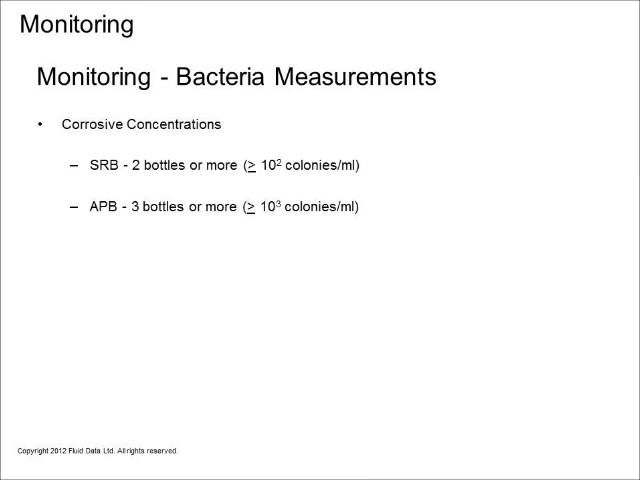 Monitoring
Monitoring - Bacteria Measurements
• Corrosive Concentrations
– SRB - 2 bottles or more (≥ 10² colonies/ml)
– APB - 3 bottles or more (≥ 10³ colonies/ml)
Copyright 2012 Fluid Data Ltd. All rights reserved.